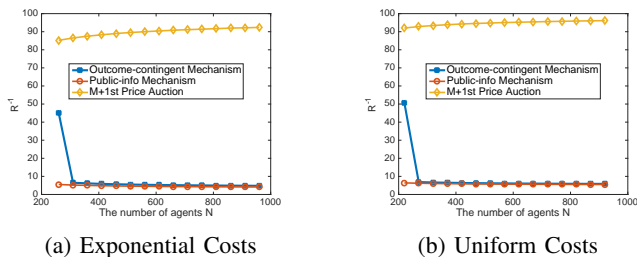 100
90
80
70
60
50
40
30
20
10
0
R⁻¹
Outcome-contingent Mechanism
Public-info Mechanism
M+1st Price Auction
200 400 600 800 1000
The number of agents N
(a) Exponential Costs
100
90
80
70
60
50
40
30
20
10
0
R⁻¹
Outcome-contingent Mechanism
Public-info Mechanism
M+1st Price Auction
200 400 600 800 1000
The number of agents N
(b) Uniform Costs